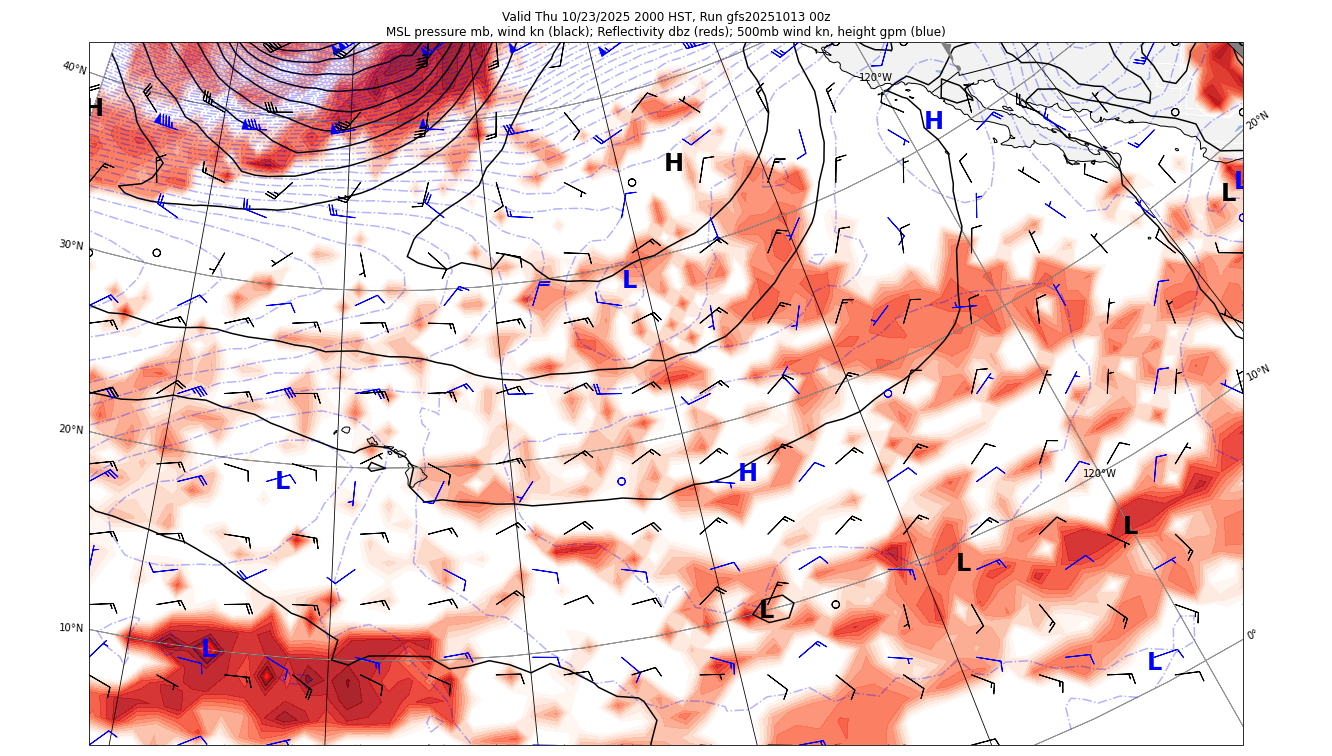 Valid Thu 10/23/2025 2000 HST, Run gfs20251013 00z
MSL pressure mb, wind kn (black); Reflectivity dbz (reds); 500mb wind kn, height gpm (blue)
40°N
120°W
H
H
20°N
H
L
L
30°N
L
10°N
20°N
L
H
120°W
L
L
L
10°N
0°
L
L